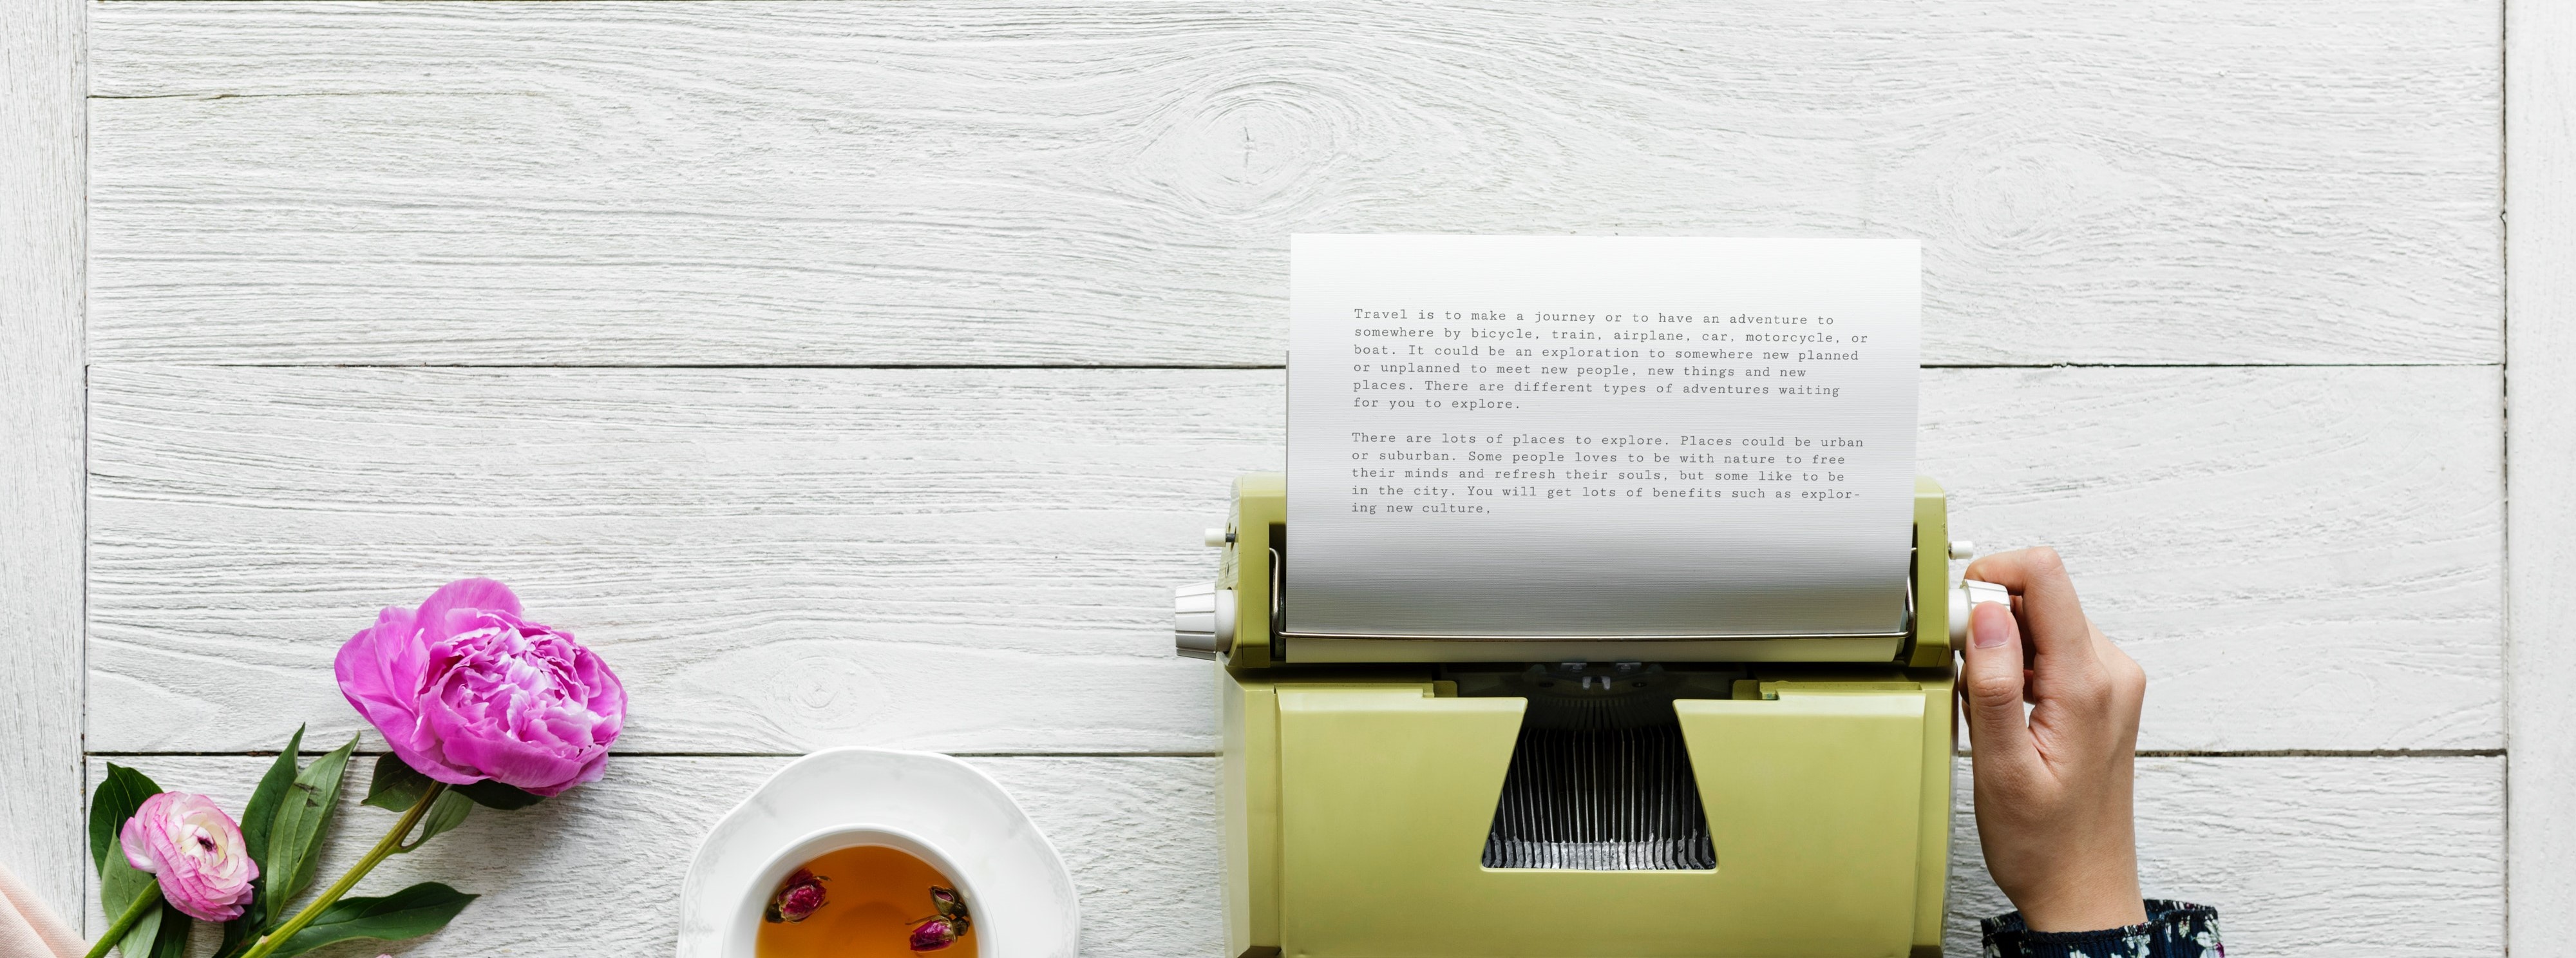 Travel is to make a journey or to have an adventure to
somewhere by bicycle, train, airplane, car, motorcycle, or
boat. It could be an exploration to somewhere new planned
or unplanned to meet new people, new things and new
places. There are different types of adventures waiting
for you to explore.
There are lots of places to explore. Places could be urban
or suburban. Some people loves to be with nature to free
their minds and refresh their souls, but some like to be
in the city. You will get lots of benefits such as explor-
ing new culture,